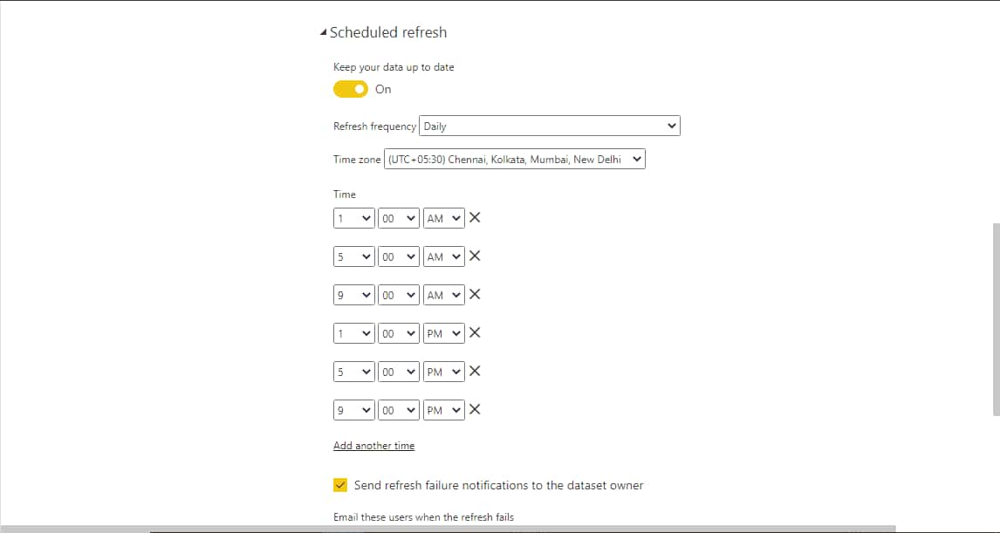 Scheduled refresh
Keep your data up to date
On
Refresh frequency Daily
Time zone (UTC+05:30) Chennai, Kolkata, Mumbai, New Delhi
Time
1 00 AM
5 00 AM
9 00 AM
1 00 PM
5 00 PM
9 00 PM
Add another time
Send refresh failure notifications to the dataset owner
Email these users when the refresh fails